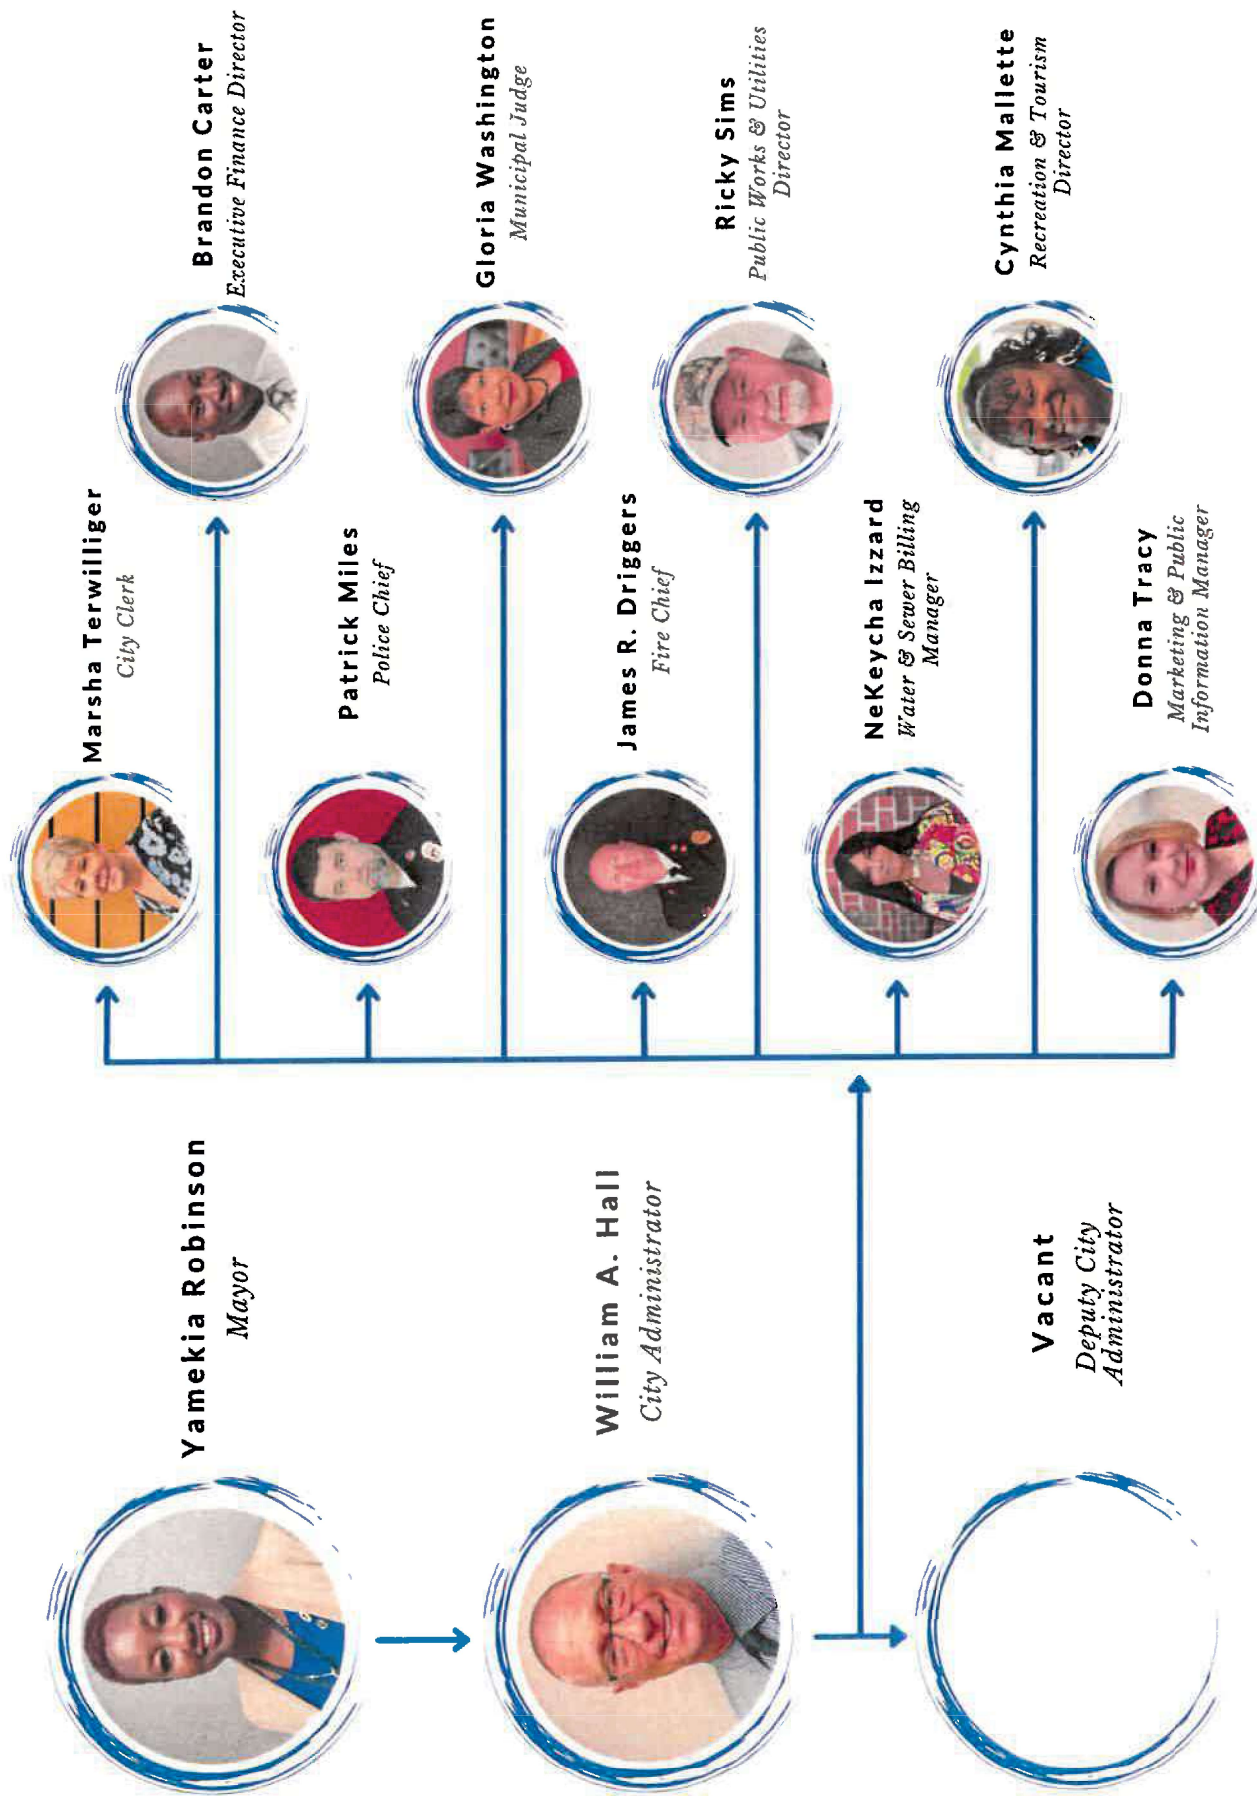 Yamekia Robinson
Mayor
William A. Hall
City Administrator
Vacant
Deputy City
Administrator
Marsha Terwilliger
City Clerk
Brandon Carter
Executive Finance Director
Patrick Miles
Police Chief
Gloria Washington
Municipal Judge
James R. Driggers
Fire Chief
Ricky Sims
Public Works & Utilities
Director
NeKeycha Izzard
Water & Sewer Billing
Manager
Cynthia Mallette
Recreation & Tourism
Director
Donna Tracy
Marketing & Public
Information Manager